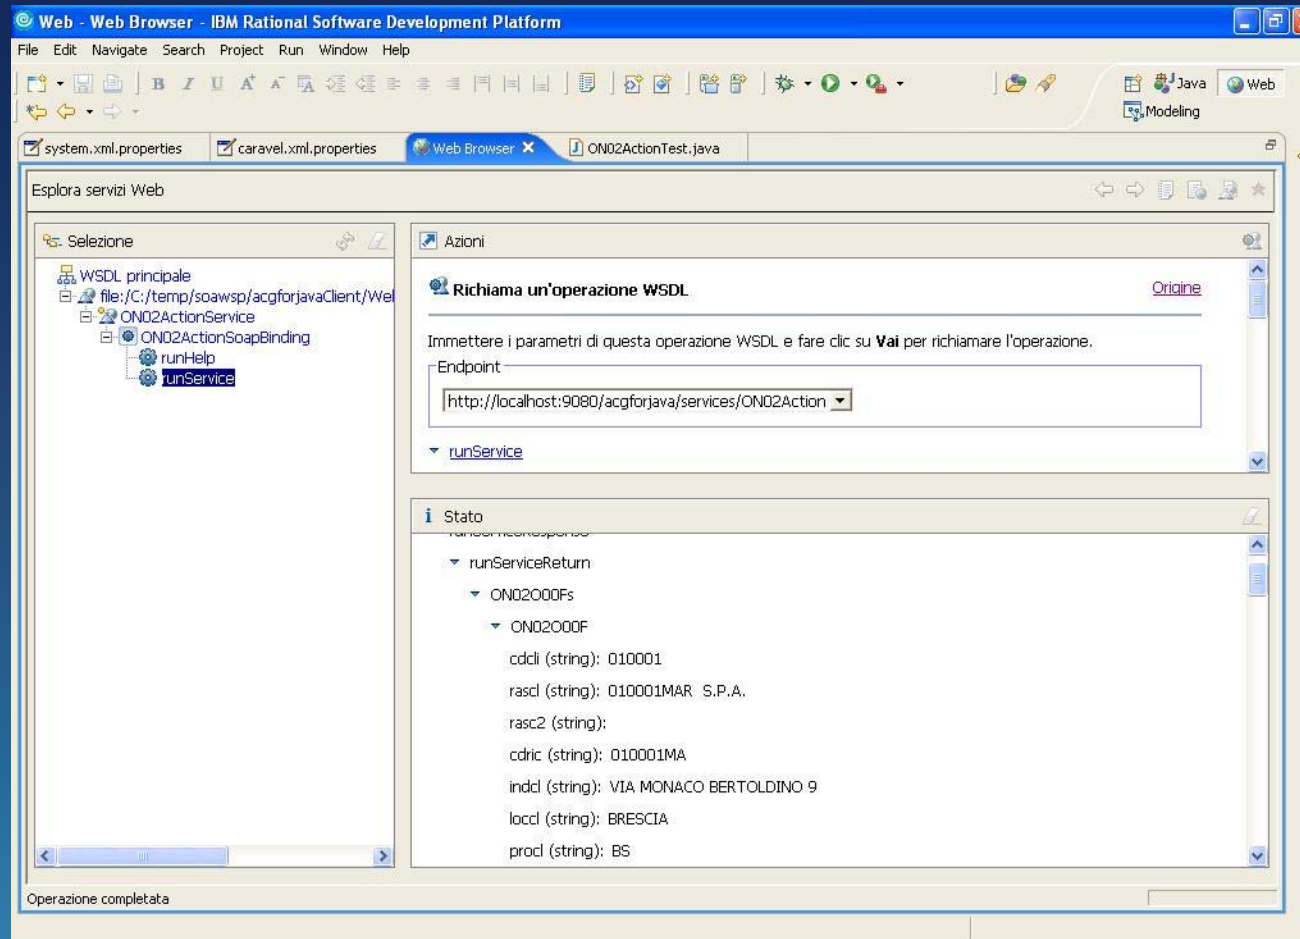 Web - Web Browser - IBM Rational Software Development Platform
File Edit Navigate Search Project Run Window Help
Java
Web
Modeling
system.xml.properties
caravel.xml.properties
Web Browser
ON02ActionTest.java
Esplora servizi Web
Selezione
WSDL principale
file:/C:/temp/soawsp/acgforjavaClient/Wel
ON02ActionService
ON02ActionSoapBinding
runHelp
runService
Azioni
Richiama un'operazione WSDL
Origine
Immettere i parametri di questa operazione WSDL e fare clic su Vai per richiamare l'operazione.
Endpoint
http://localhost:9080/acgforjava/services/ON02Action
runService
Stato
runServiceReturn
ON02O00Fs
ON02O00F
cdcli (string): 010001
rascl (string): 010001MAR S.P.A.
rasc2 (string):
cdric (string): 010001MA
indcl (string): VIA MONACO BERTOLDINO 9
loccl (string): BRESCIA
procl (string): BS
Operazione completata